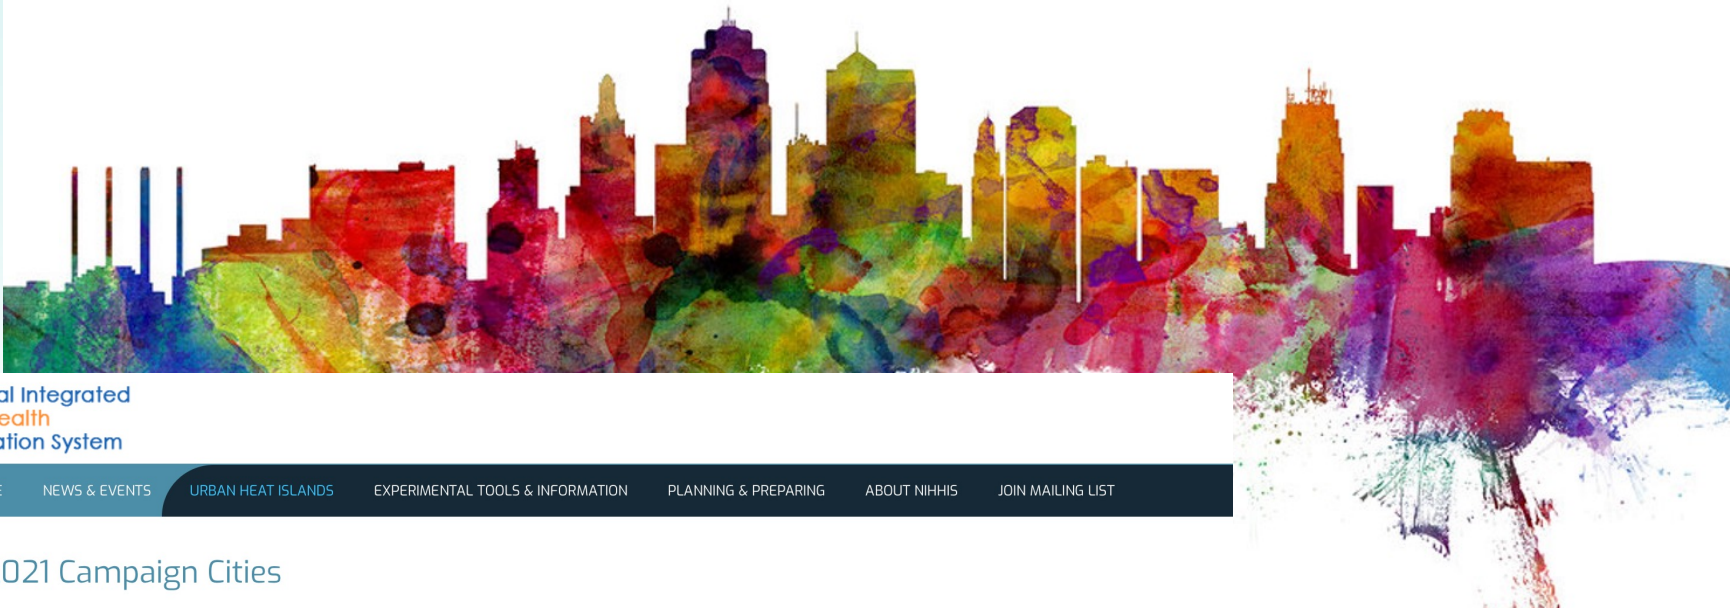 al Integrated
ealth
ation System
E NEWS & EVENTS URBAN HEAT ISLANDS EXPERIMENTAL TOOLS & INFORMATION PLANNING & PREPARING ABOUT NIHHIS JOIN MAILING LIST
021 Campaign Cities